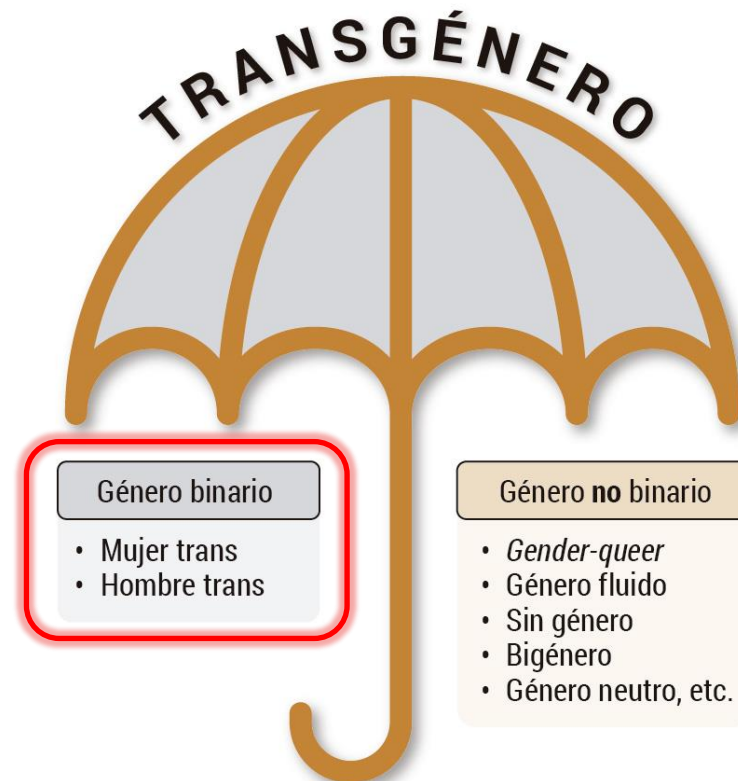 TRANSGÉNERO
Género binario
• Mujer trans
• Hombre trans
Género no binario
• Gender-queer
• Género fluido
• Sin género
• Bigénero
• Género neutro, etc.